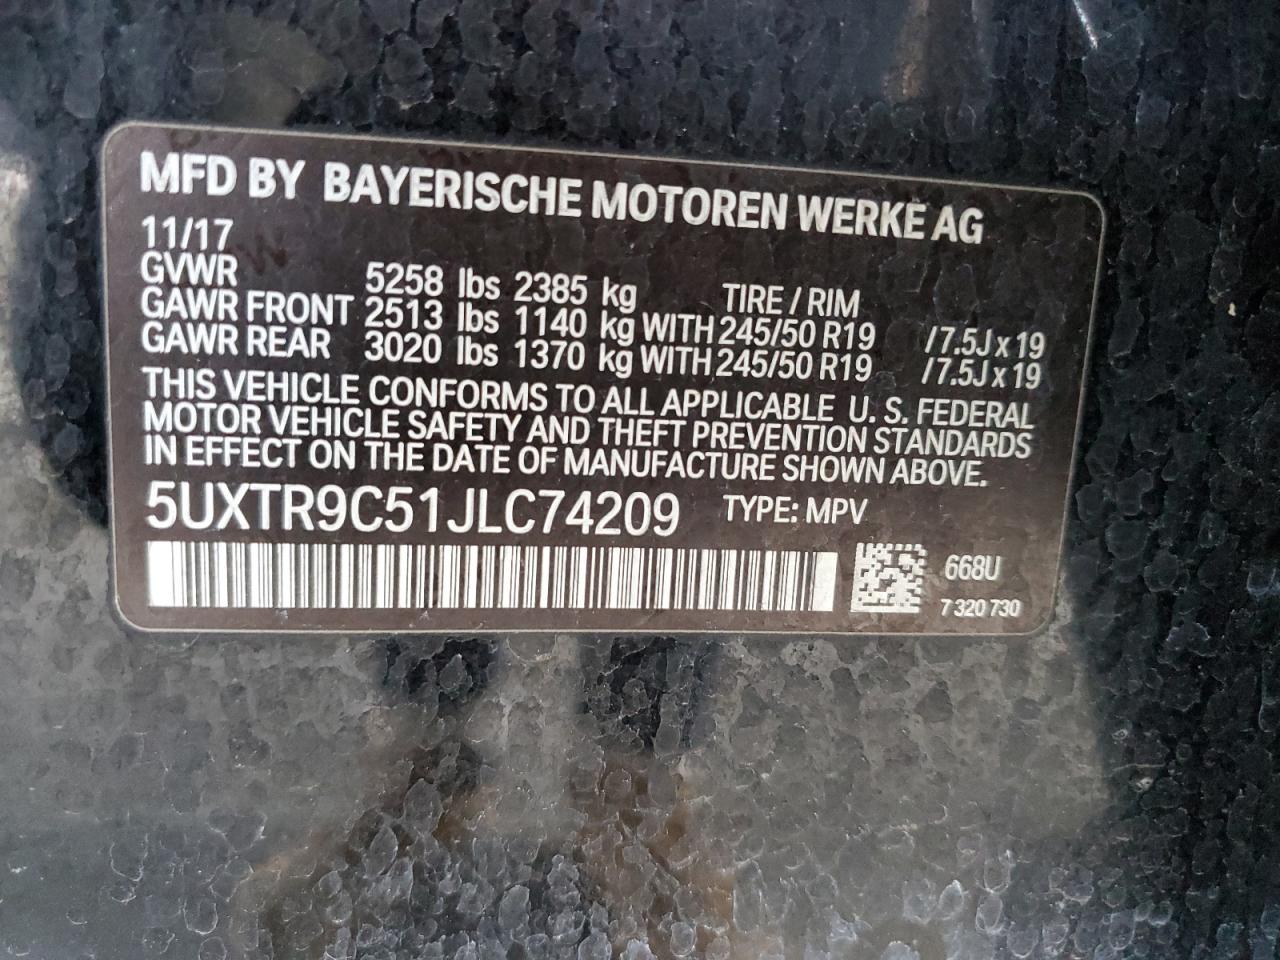 MFD BY BAYERISCHE MOTOREN WERKE AG
11/17
GVWR 5258 lbs 2385 kg TIRE / RIM
GAWR FRONT 2513 lbs 1140 kg WITH 245/50 R19 /7.5J x 19
GAWR REAR 3020 lbs 1370 kg WITH 245/50 R19 /7.5J x 19
THIS VEHICLE CONFORMS TO ALL APPLICABLE U. S. FEDERAL
MOTOR VEHICLE SAFETY AND THEFT PREVENTION STANDARDS
IN EFFECT ON THE DATE OF MANUFACTURE SHOWN ABOVE.
5UXTR9C51JLC74209 TYPE: MPV
668U
7 320 730